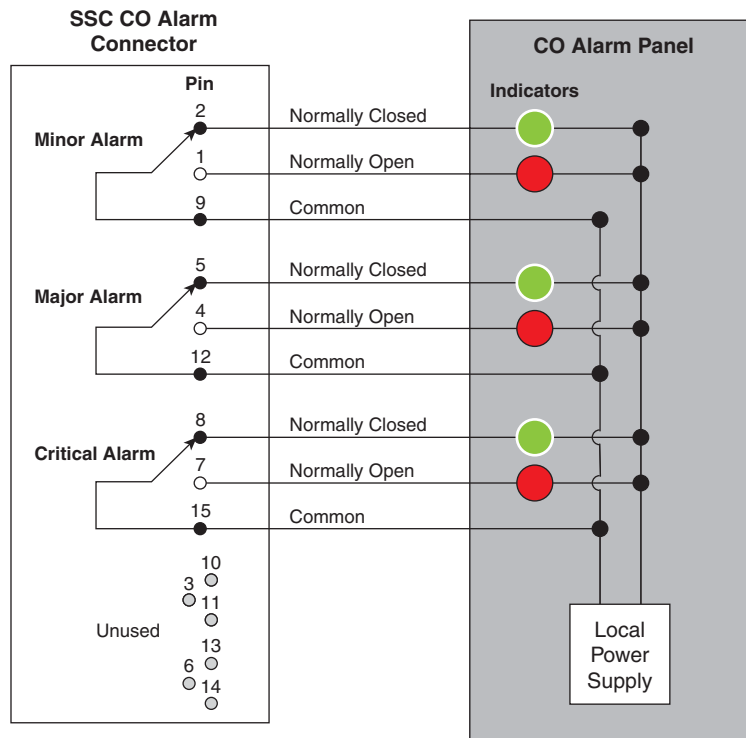 SSC CO Alarm
Connector
CO Alarm Panel
Pin
Indicators
Minor Alarm
2
Normally Closed
1
Normally Open
9
Common
Major Alarm
5
Normally Closed
4
Normally Open
12
Common
Critical Alarm
8
Normally Closed
7
Normally Open
15
Common
Unused
10
3
11
13
6
14
Local
Power
Supply